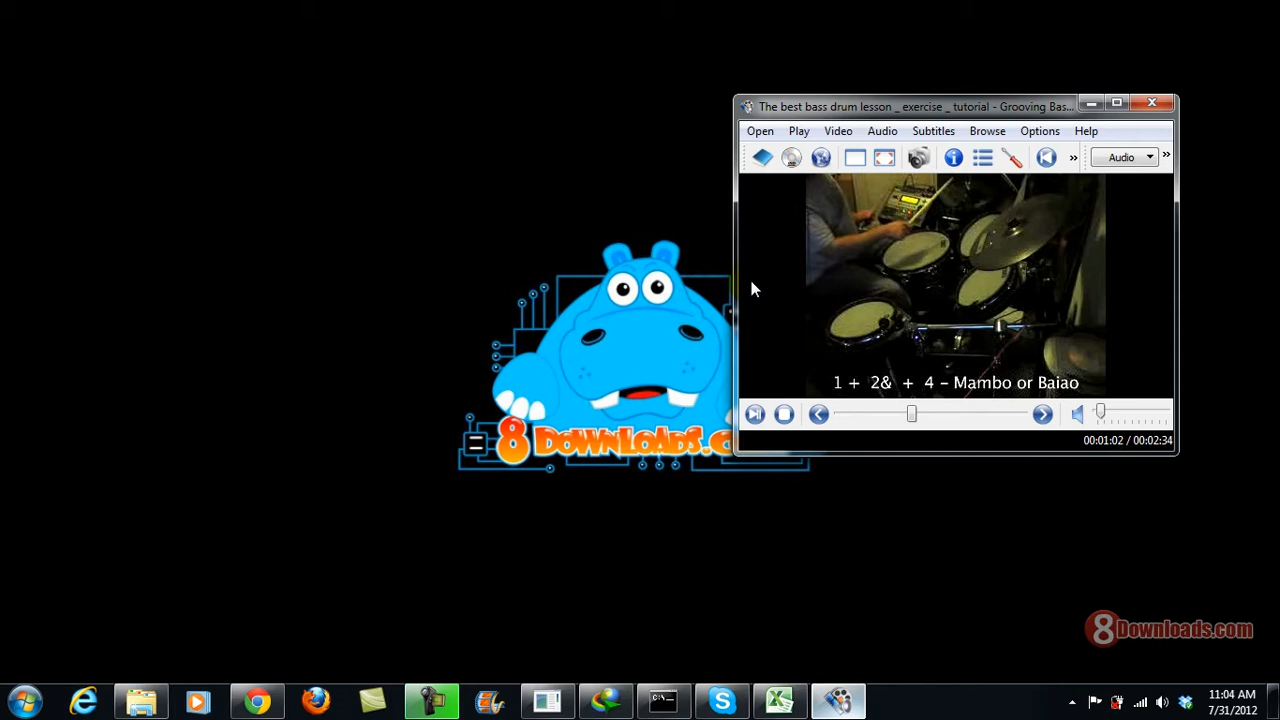 The best bass drum lesson _ exercise _ tutorial - Grooving Bas...
Open Play Video Audio Subtitles Browse Options Help
Audio
1 + 2& + 4 – Mambo or Baiao
00:01:02 / 00:02:34
8 DOWNLOADS.C
8Downloads.com
11:04 AM
7/31/2012